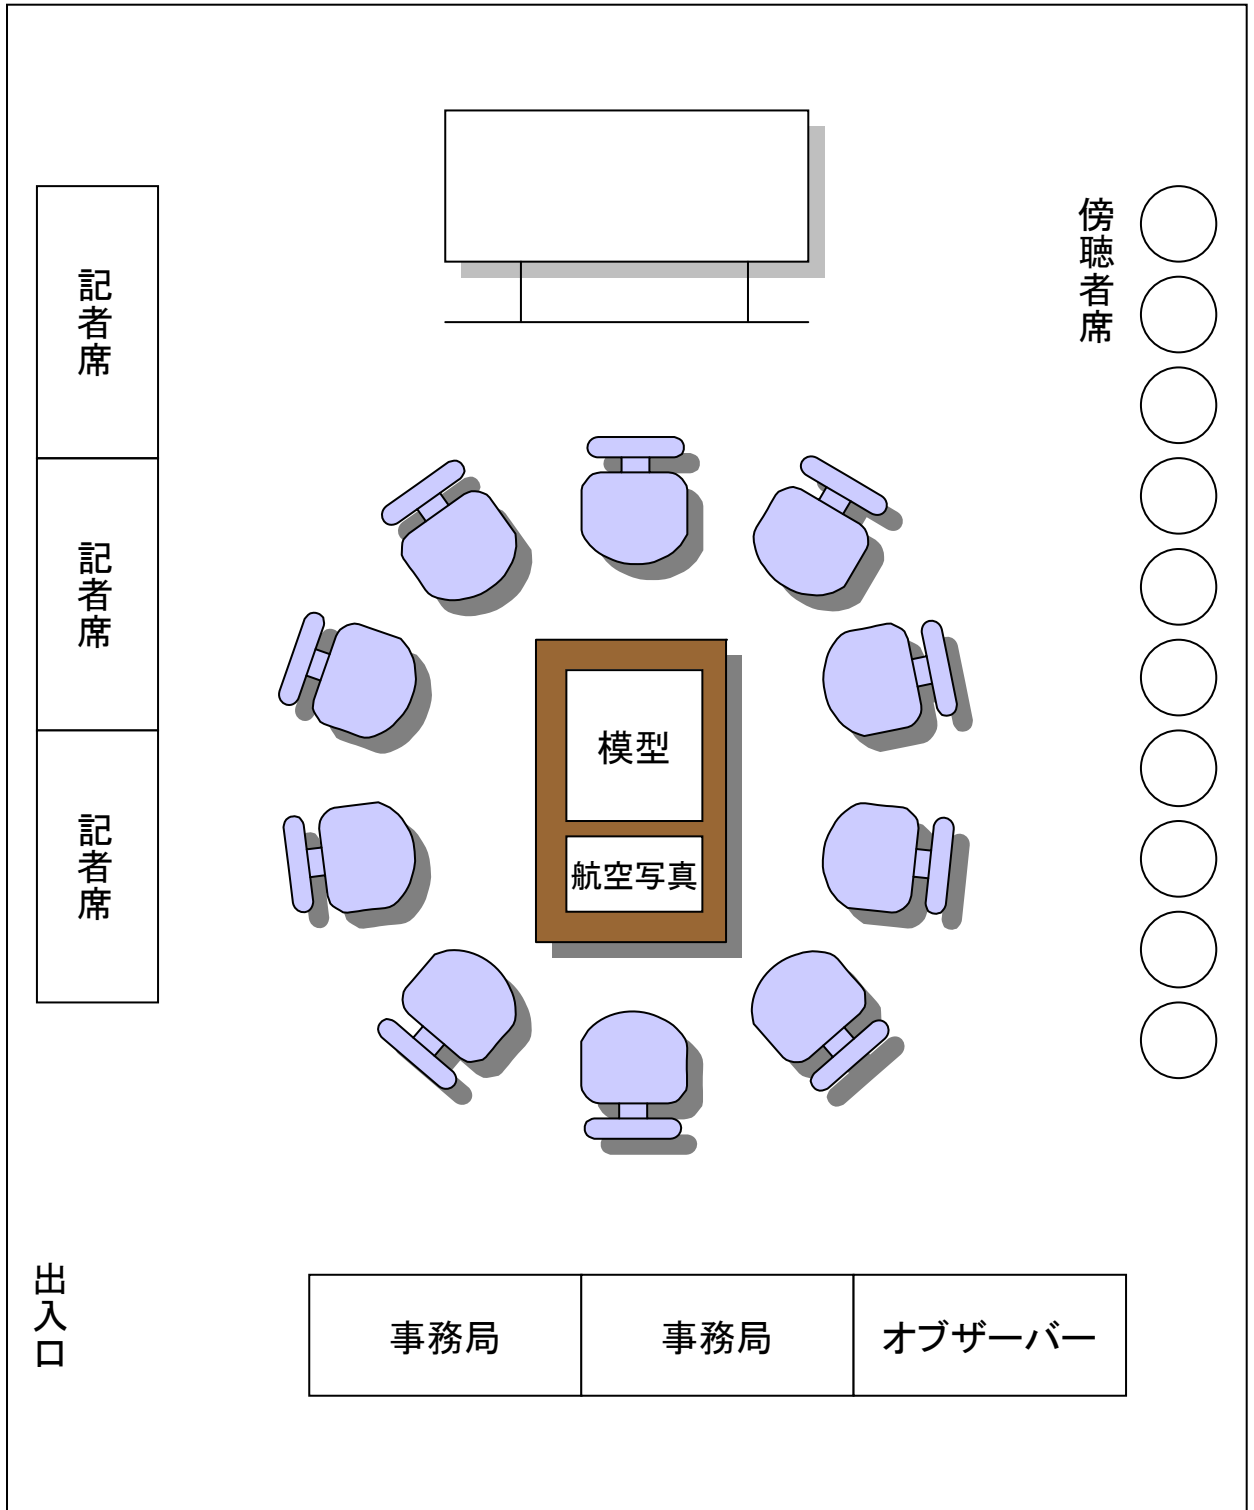 傍聴者席
記者席
記者席
記者席
模型
航空写真
出入口
事務局
事務局
オブザーバー